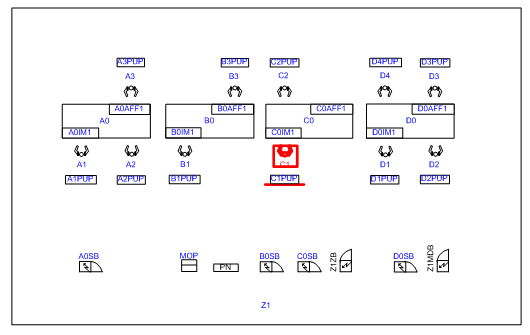 A3PUP B3PUP C2PUP D4PUP D3PUP
A3 B3 C2 D4 D3
A0AFF1 B0AFF1 C0AFF1 D0AFF1
A0 B0 C0 D0
A0IM1 B0IM1 C0IM1 D0IM1
A1 A2 B1 C1 D1 D2
A1PUP A2PUP B1PUP C1PUP D1PUP D2PUP
A0SB MOP B0SB C0SB Z1ZB D0SB Z1MDB
PN
Z1